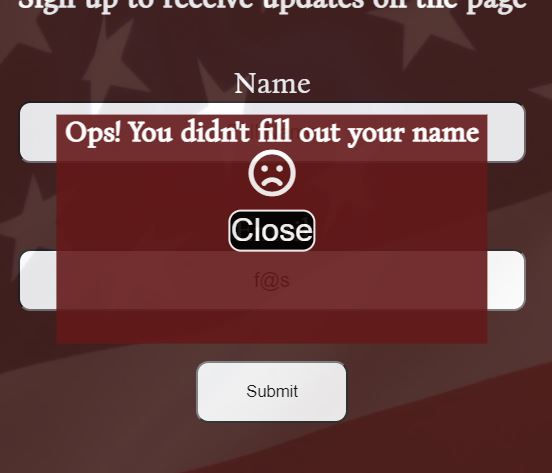 Sign up to receive updates on the page
Name
Ops! You didn't fill out your name
Close
f@s
Submit